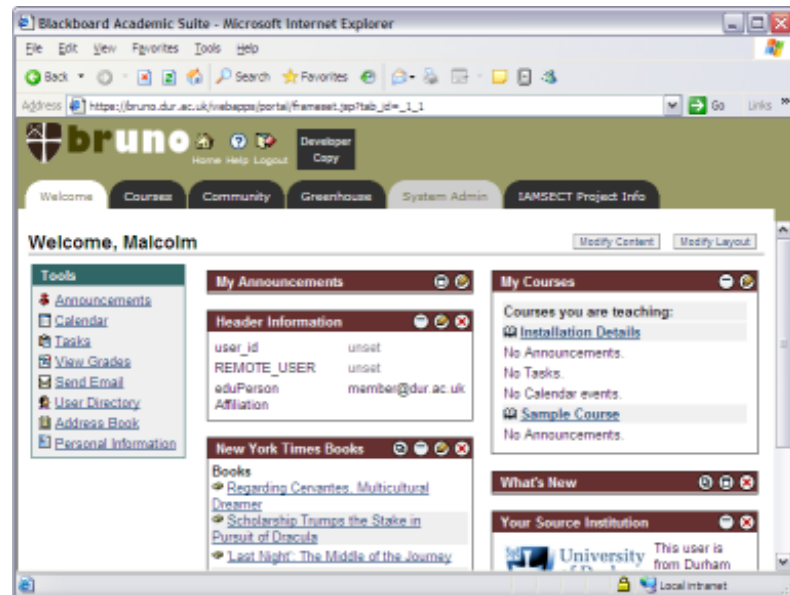 Blackboard Academic Suite - Microsoft Internet Explorer
File Edit View Favorites Tools Help
Back Search Favorites
Address https://bruno.dur.ac.uk/webapps/portal/frameset.jsp?tab_id=_1_1 Go Links »
bruno
Home Help Logout
Developer
Copy
Welcome Courses Community Greenhouse System Admin IAMSECT Project Info
Welcome, Malcolm
Modify Content Modify Layout
Tools
Announcements
Calendar
Tasks
View Grades
Send Email
User Directory
Address Book
Personal Information
My Announcements
Header Information
user_id unset
REMOTE_USER unset
eduPerson member@dur.ac.uk
Affiliation
New York Times Books
Books
Regarding Cervantes, Multicultural
Dreamer
Scholarship Trumps the Stake in
Pursuit of Dracula
'Last Night': The Middle of the Journey
My Courses
Courses you are teaching:
Installation Details
No Announcements.
No Tasks.
No Calendar events.
Sample Course
No Announcements.
What's New
Your Source Institution
University
This user is
from Durham
Local intranet